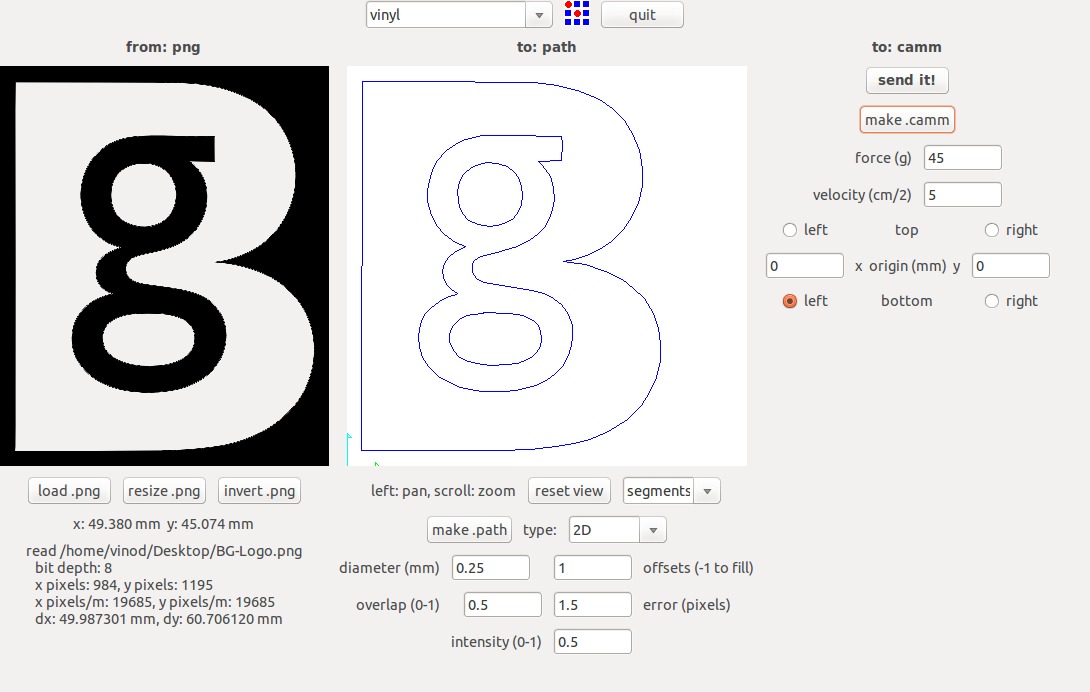 vinyl
quit
from: png
to: path
to: camm
send it!
make .camm
force (g) 45
velocity (cm/2) 5
left top right
0 x origin (mm) y 0
left bottom right
Bg
load .png resize .png invert .png
left: pan, scroll: zoom reset view segments
x: 49.380 mm y: 45.074 mm
make .path type: 2D
read /home/vinod/Desktop/BG-Logo.png
bit depth: 8
x pixels: 984, y pixels: 1195
x pixels/m: 19685, y pixels/m: 19685
dx: 49.987301 mm, dy: 60.706120 mm
diameter (mm) 0.25 1 offsets (-1 to fill)
overlap (0-1) 0.5 1.5 error (pixels)
intensity (0-1) 0.5